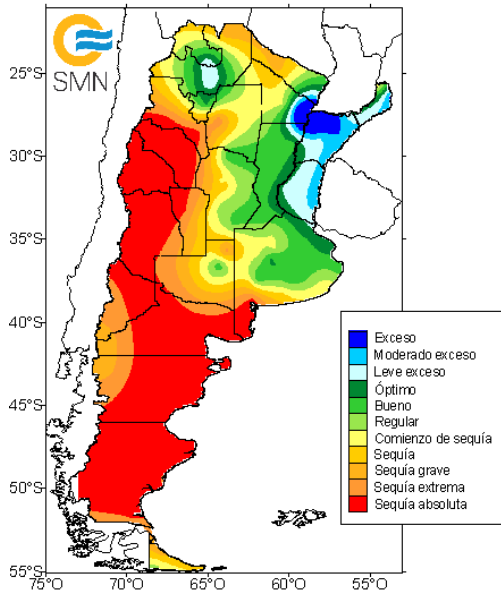 SMN
25°S
30°S
35°S
40°S
45°S
50°S
55°S
75°O
70°O
65°O
60°O
55°O
Exceso
Moderado exceso
Leve exceso
Óptimo
Bueno
Regular
Comienzo de sequía
Sequía
Sequía grave
Sequía extrema
Sequía absoluta